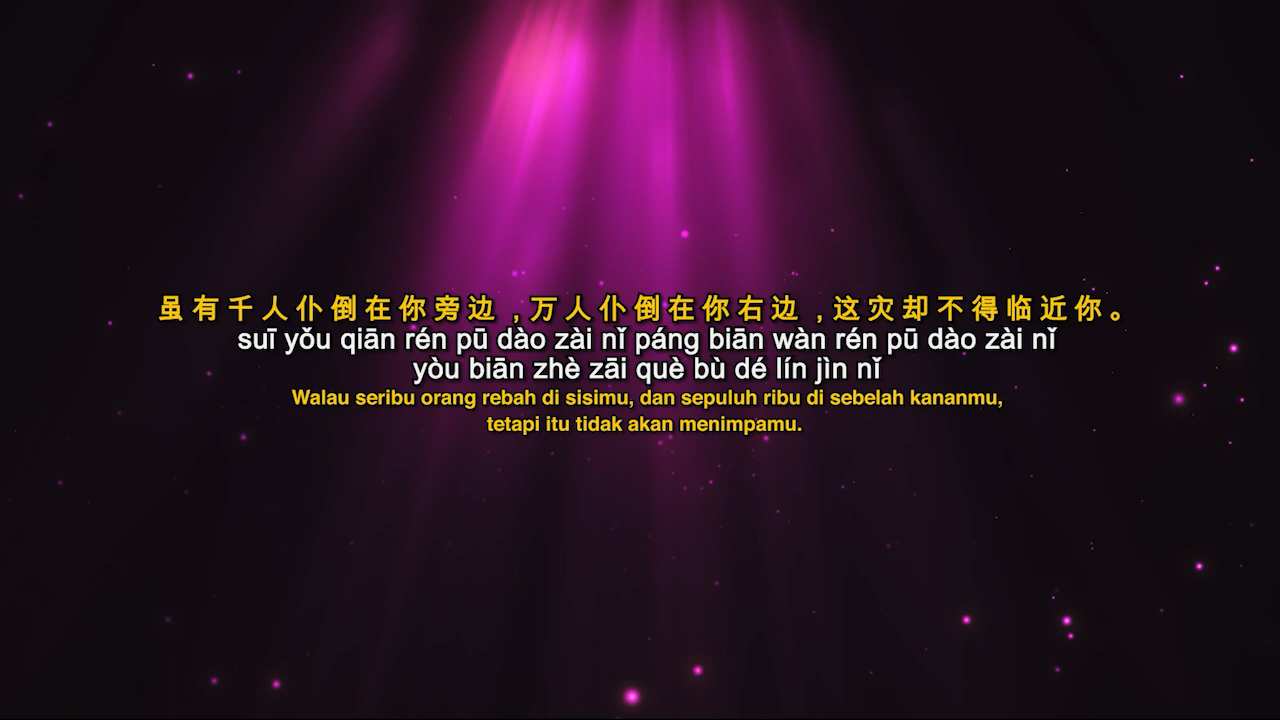 虽有千人仆倒在你旁边,万人仆倒在你右边,这灾却不得临近你。
suī yǒu qiān rén pū dào zài nǐ páng biān wàn rén pū dào zài nǐ
yòu biān zhè zāi què bù dé lín jìn nǐ
Walau seribu orang rebah di sisimu, dan sepuluh ribu di sebelah kananmu,
tetapi itu tidak akan menimpamu.